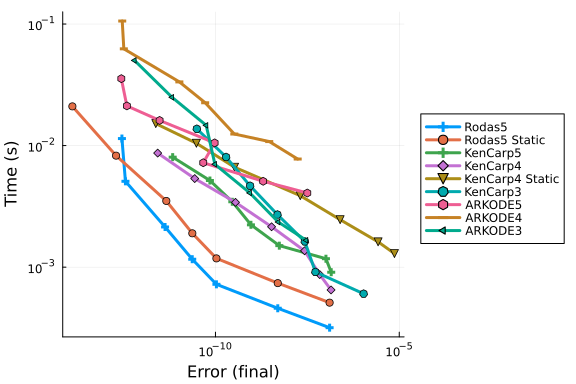 10⁻¹
10⁻²
10⁻³
Time (s)
10⁻¹⁰
10⁻⁵
Error (final)
Rodas5
Rodas5 Static
KenCarp5
KenCarp4
KenCarp4 Static
KenCarp3
ARKODE5
ARKODE4
ARKODE3